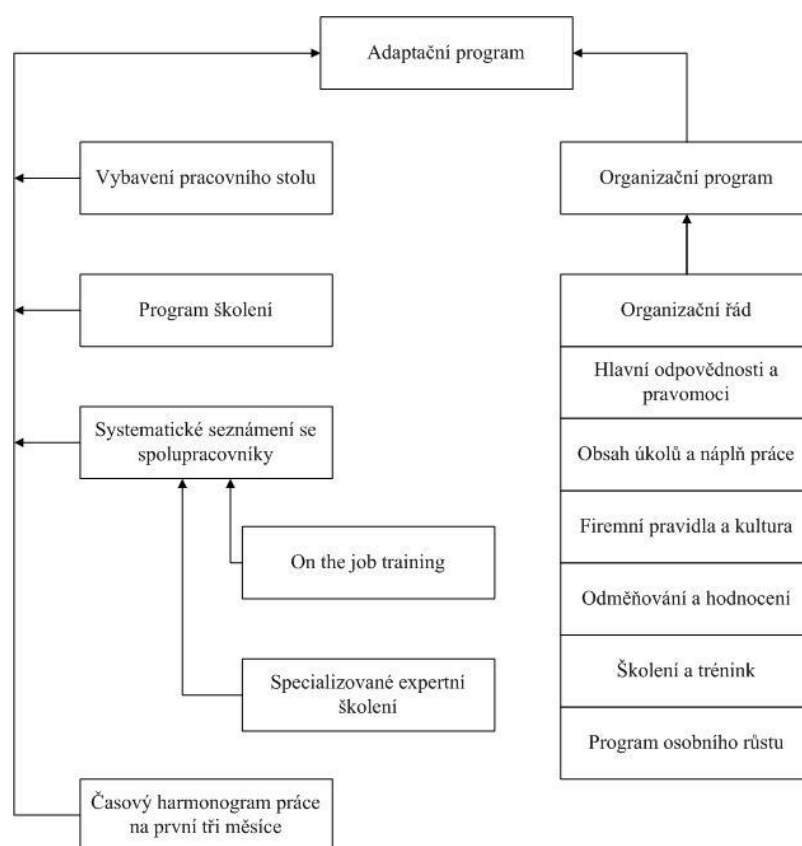 Adaptační program
Vybavení pracovního stolu
Program školení
Systematické seznámení se
spolupracovníky
On the job training
Specializované expertní
školení
Časový harmonogram práce
na první tři měsíce
Organizační program
Organizační řád
Hlavní odpovědnosti a
pravomoci
Obsah úkolů a náplň práce
Firemní pravidla a kultura
Odměňování a hodnocení
Školení a trénink
Program osobního růstu